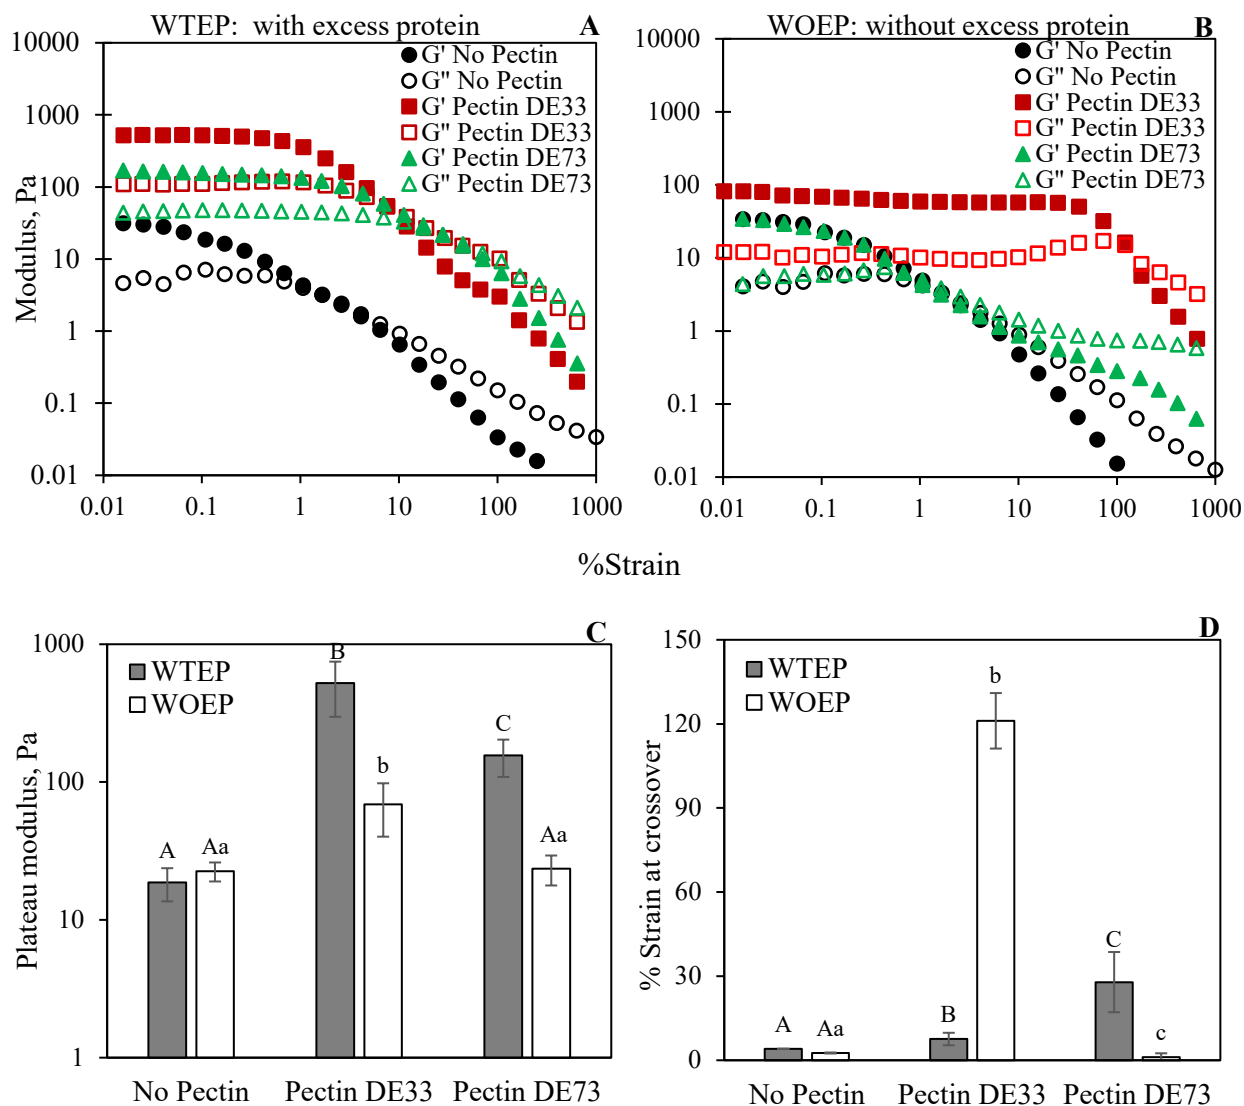 WTEP:  with excess protein
A
10000
1000
100
10
1
0.1
0.01
Modulus, Pa
G' No Pectin
G" No Pectin
G' Pectin DE33
G" Pectin DE33
G' Pectin DE73
G" Pectin DE73
0.01 0.1 1 10 100 1000
WOEP: without excess protein
B
10000
1000
100
10
1
0.1
0.01
G' No Pectin
G" No Pectin
G' Pectin DE33
G" Pectin DE33
G' Pectin DE73
G" Pectin DE73
0.01 0.1 1 10 100 1000
%Strain
C
1000
100
10
1
Plateau modulus, Pa
WTEP
WOEP
A Aa B b C Aa
No Pectin Pectin DE33 Pectin DE73
D
150
120
90
60
30
0
% Strain at crossover
WTEP
WOEP
A Aa B b C c
No Pectin Pectin DE33 Pectin DE73